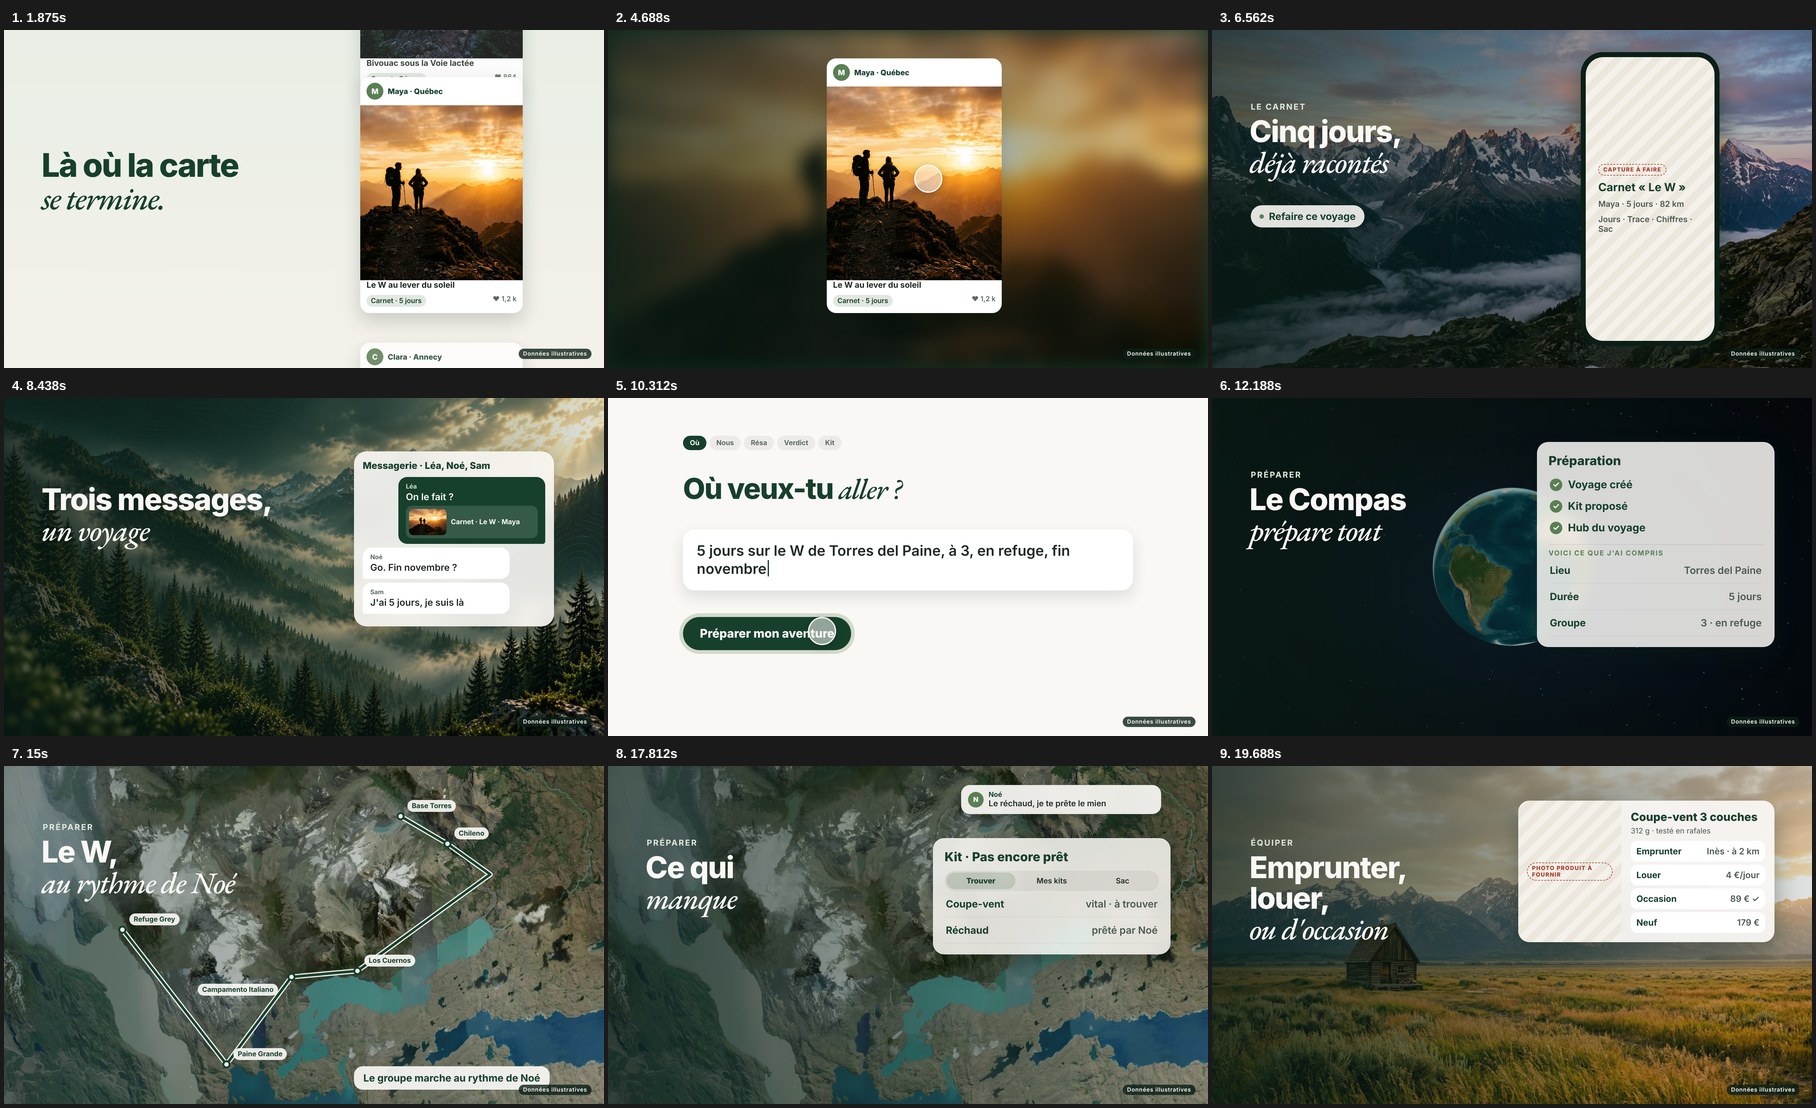 1. 1.875s
Là où la carte
se termine.
Bivouac sous la Voie lactée
M Maya · Québec
Le W au lever du soleil
Carnet · 5 jours
♥ 1,2 k
C Clara · Annecy
Données illustratives
2. 4.688s
M Maya · Québec
Le W au lever du soleil
Carnet · 5 jours
♥ 1,2 k
Données illustratives
3. 6.562s
LE CARNET
Cinq jours,
déjà racontés
Refaire ce voyage
CAPTURE À FAIRE
Carnet « Le W »
Maya · 5 jours · 82 km
Jours · Trace · Chiffres ·
Sac
Données illustratives
4. 8.438s
Trois messages,
un voyage
Messagerie · Léa, Noé, Sam
Léa
On le fait ?
Carnet · Le W · Maya
Noé
Go. Fin novembre ?
Sam
J'ai 5 jours, je suis là
Données illustratives
5. 10.312s
Où Nous Résa Verdict Kit
Où veux-tu aller ?
5 jours sur le W de Torres del Paine, à 3, en refuge, fin
novembre
Préparer mon aventure
Données illustratives
6. 12.188s
PRÉPARER
Le Compas
prépare tout
Préparation
Voyage créé
Kit proposé
Hub du voyage
VOICI CE QUE J'AI COMPRIS
Lieu Torres del Paine
Durée 5 jours
Groupe 3 · en refuge
Données illustratives
7. 15s
PRÉPARER
Le W,
au rythme de Noé
Base Torres
Chileno
Refuge Grey
Los Cuernos
Campamento Italiano
Paine Grande
Le groupe marche au rythme de Noé
Données illustratives
8. 17.812s
PRÉPARER
Ce qui
manque
N Noé
Le réchaud, je te prête le mien
Kit · Pas encore prêt
Trouver Mes kits Sac
Coupe-vent vital · à trouver
Réchaud prêté par Noé
Données illustratives
9. 19.688s
ÉQUIPER
Emprunter,
louer,
ou d'occasion
PHOTO PRODUIT À
FOURNIR
Coupe-vent 3 couches
312 g · testé en rafales
Emprunter Inès · à 2 km
Louer 4 €/jour
Occasion 89 € ✓
Neuf 179 €
Données illustratives